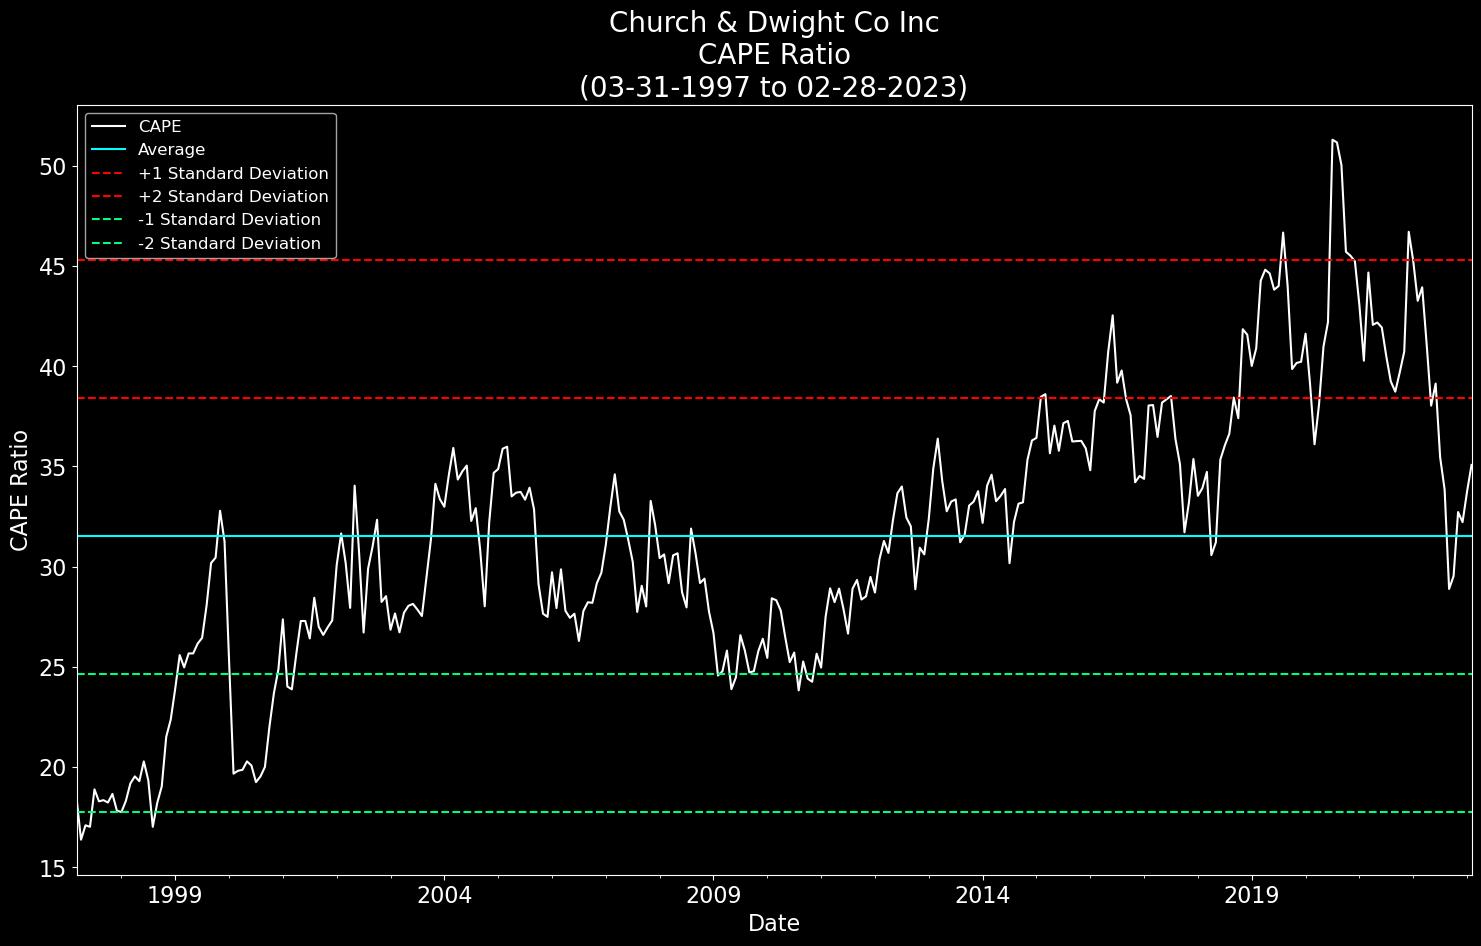 Church & Dwight Co Inc
CAPE Ratio
(03-31-1997 to 02-28-2023)
CAPE
Average
+1 Standard Deviation
+2 Standard Deviation
-1 Standard Deviation
-2 Standard Deviation
50
45
40
35
30
25
20
15
CAPE Ratio
1999 2004 2009 2014 2019
Date